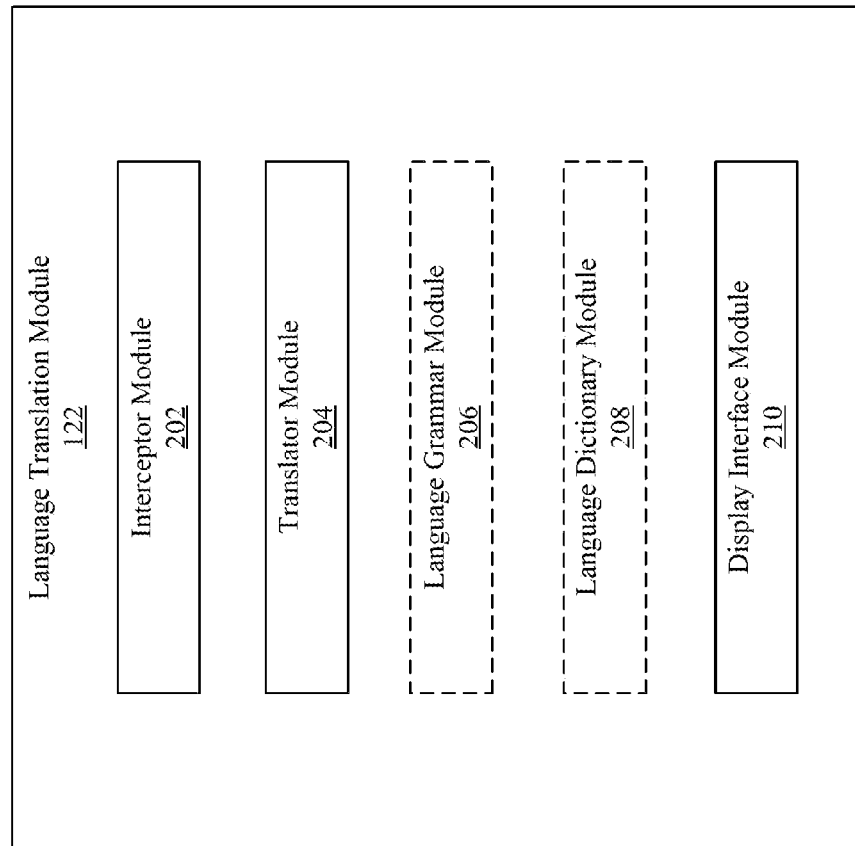 Language Translation Module
122
Interceptor Module
202
Translator Module
204
Language Grammar Module
206
Language Dictionary Module
208
Display Interface Module
210